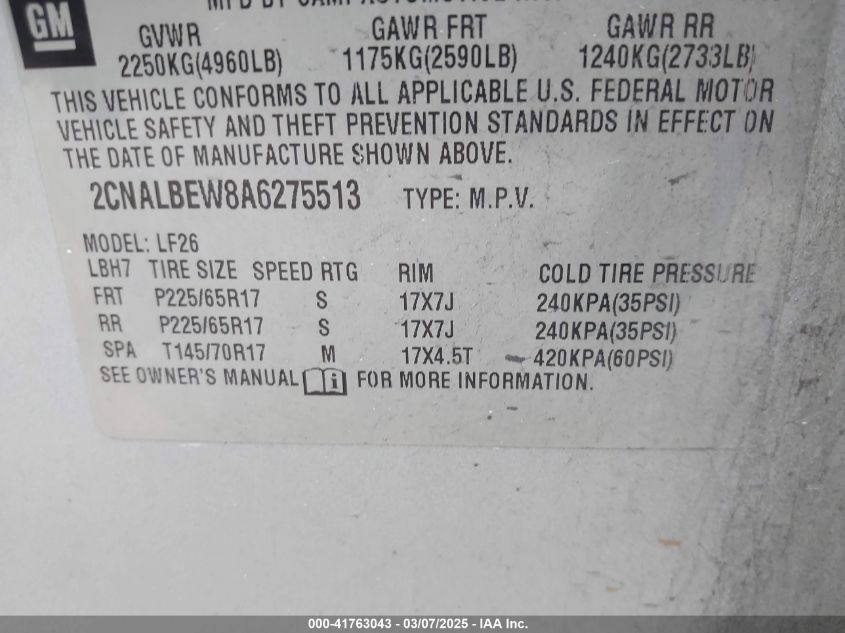 GM
MFD BY CAMI AUTOMOTIVE
GVWR GAWR FRT GAWR RR
2250KG(4960LB) 1175KG(2590LB) 1240KG(2733LB)
THIS VEHICLE CONFORMS TO ALL APPLICABLE U.S. FEDERAL MOTOR
VEHICLE SAFETY AND THEFT PREVENTION STANDARDS IN EFFECT ON
THE DATE OF MANUFACTURE SHOWN ABOVE.
2CNALBEW8A6275513 TYPE: M.P.V.
MODEL: LF26
LBH7 TIRE SIZE SPEED RTG RIM COLD TIRE PRESSURE
FRT P225/65R17 S 17X7J 240KPA(35PSI)
RR P225/65R17 S 17X7J 240KPA(35PSI)
SPA T145/70R17 M 17X4.5T 420KPA(60PSI)
SEE OWNER'S MANUAL FOR MORE INFORMATION.
000-41763043 - 03/07/2025 - IAA Inc.